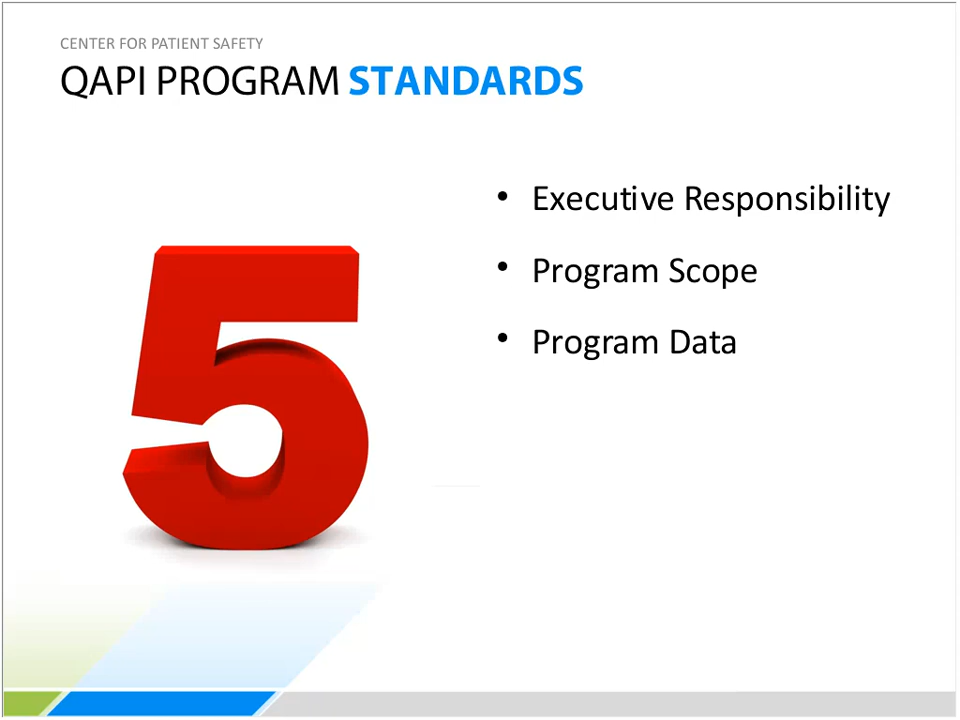 CENTER FOR PATIENT SAFETY
QAPI PROGRAM STANDARDS
5
• Executive Responsibility
• Program Scope
• Program Data